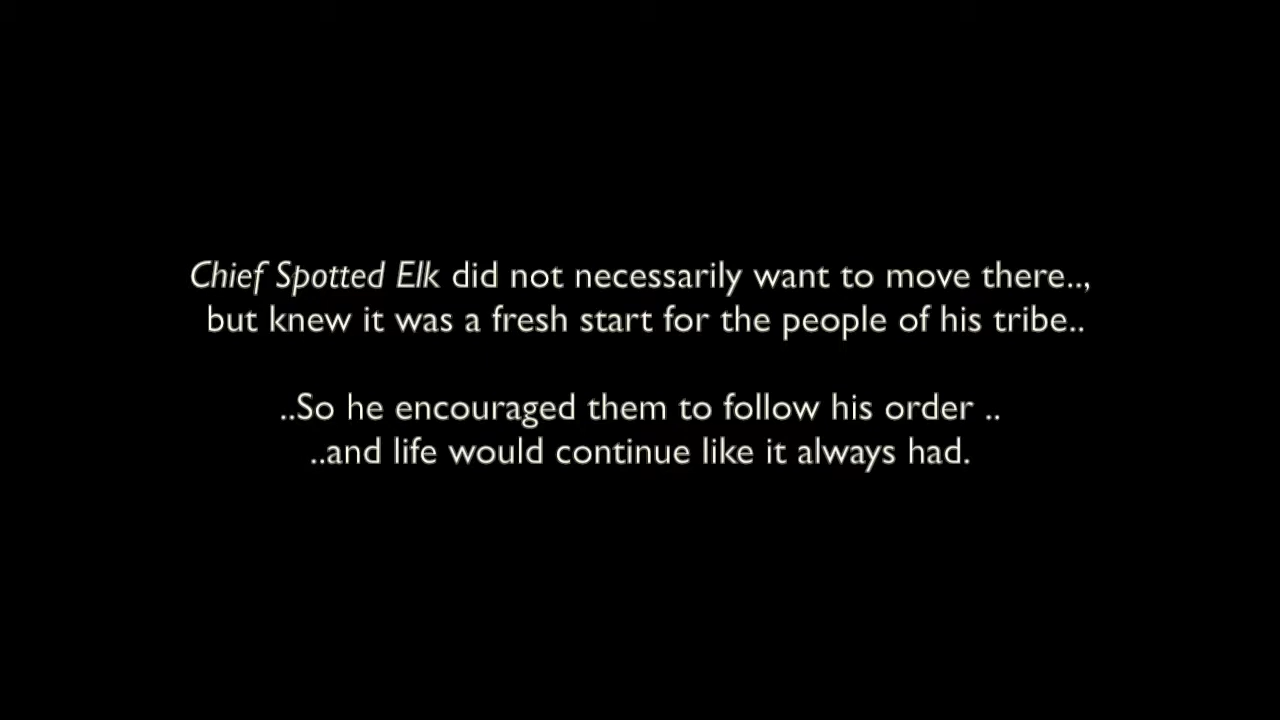 Chief Spotted Elk did not necessarily want to move there..,
but knew it was a fresh start for the people of his tribe..
..So he encouraged them to follow his order ..
..and life would continue like it always had.